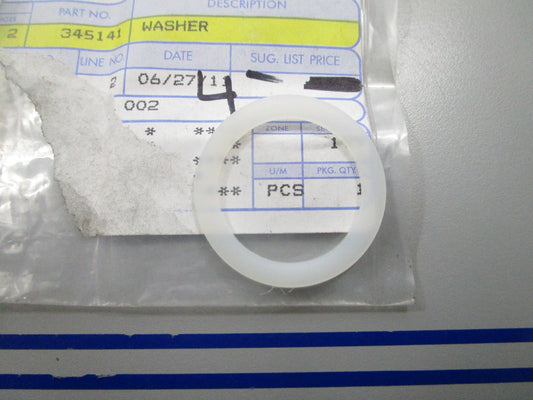 DESCRIPTION
PART NO.
2 345141 WASHER
LINE NO DATE SUG. LIST PRICE
2 06/27/11
4
002
* **
*
** 1
U/M PKG. QTY
** PCS 1